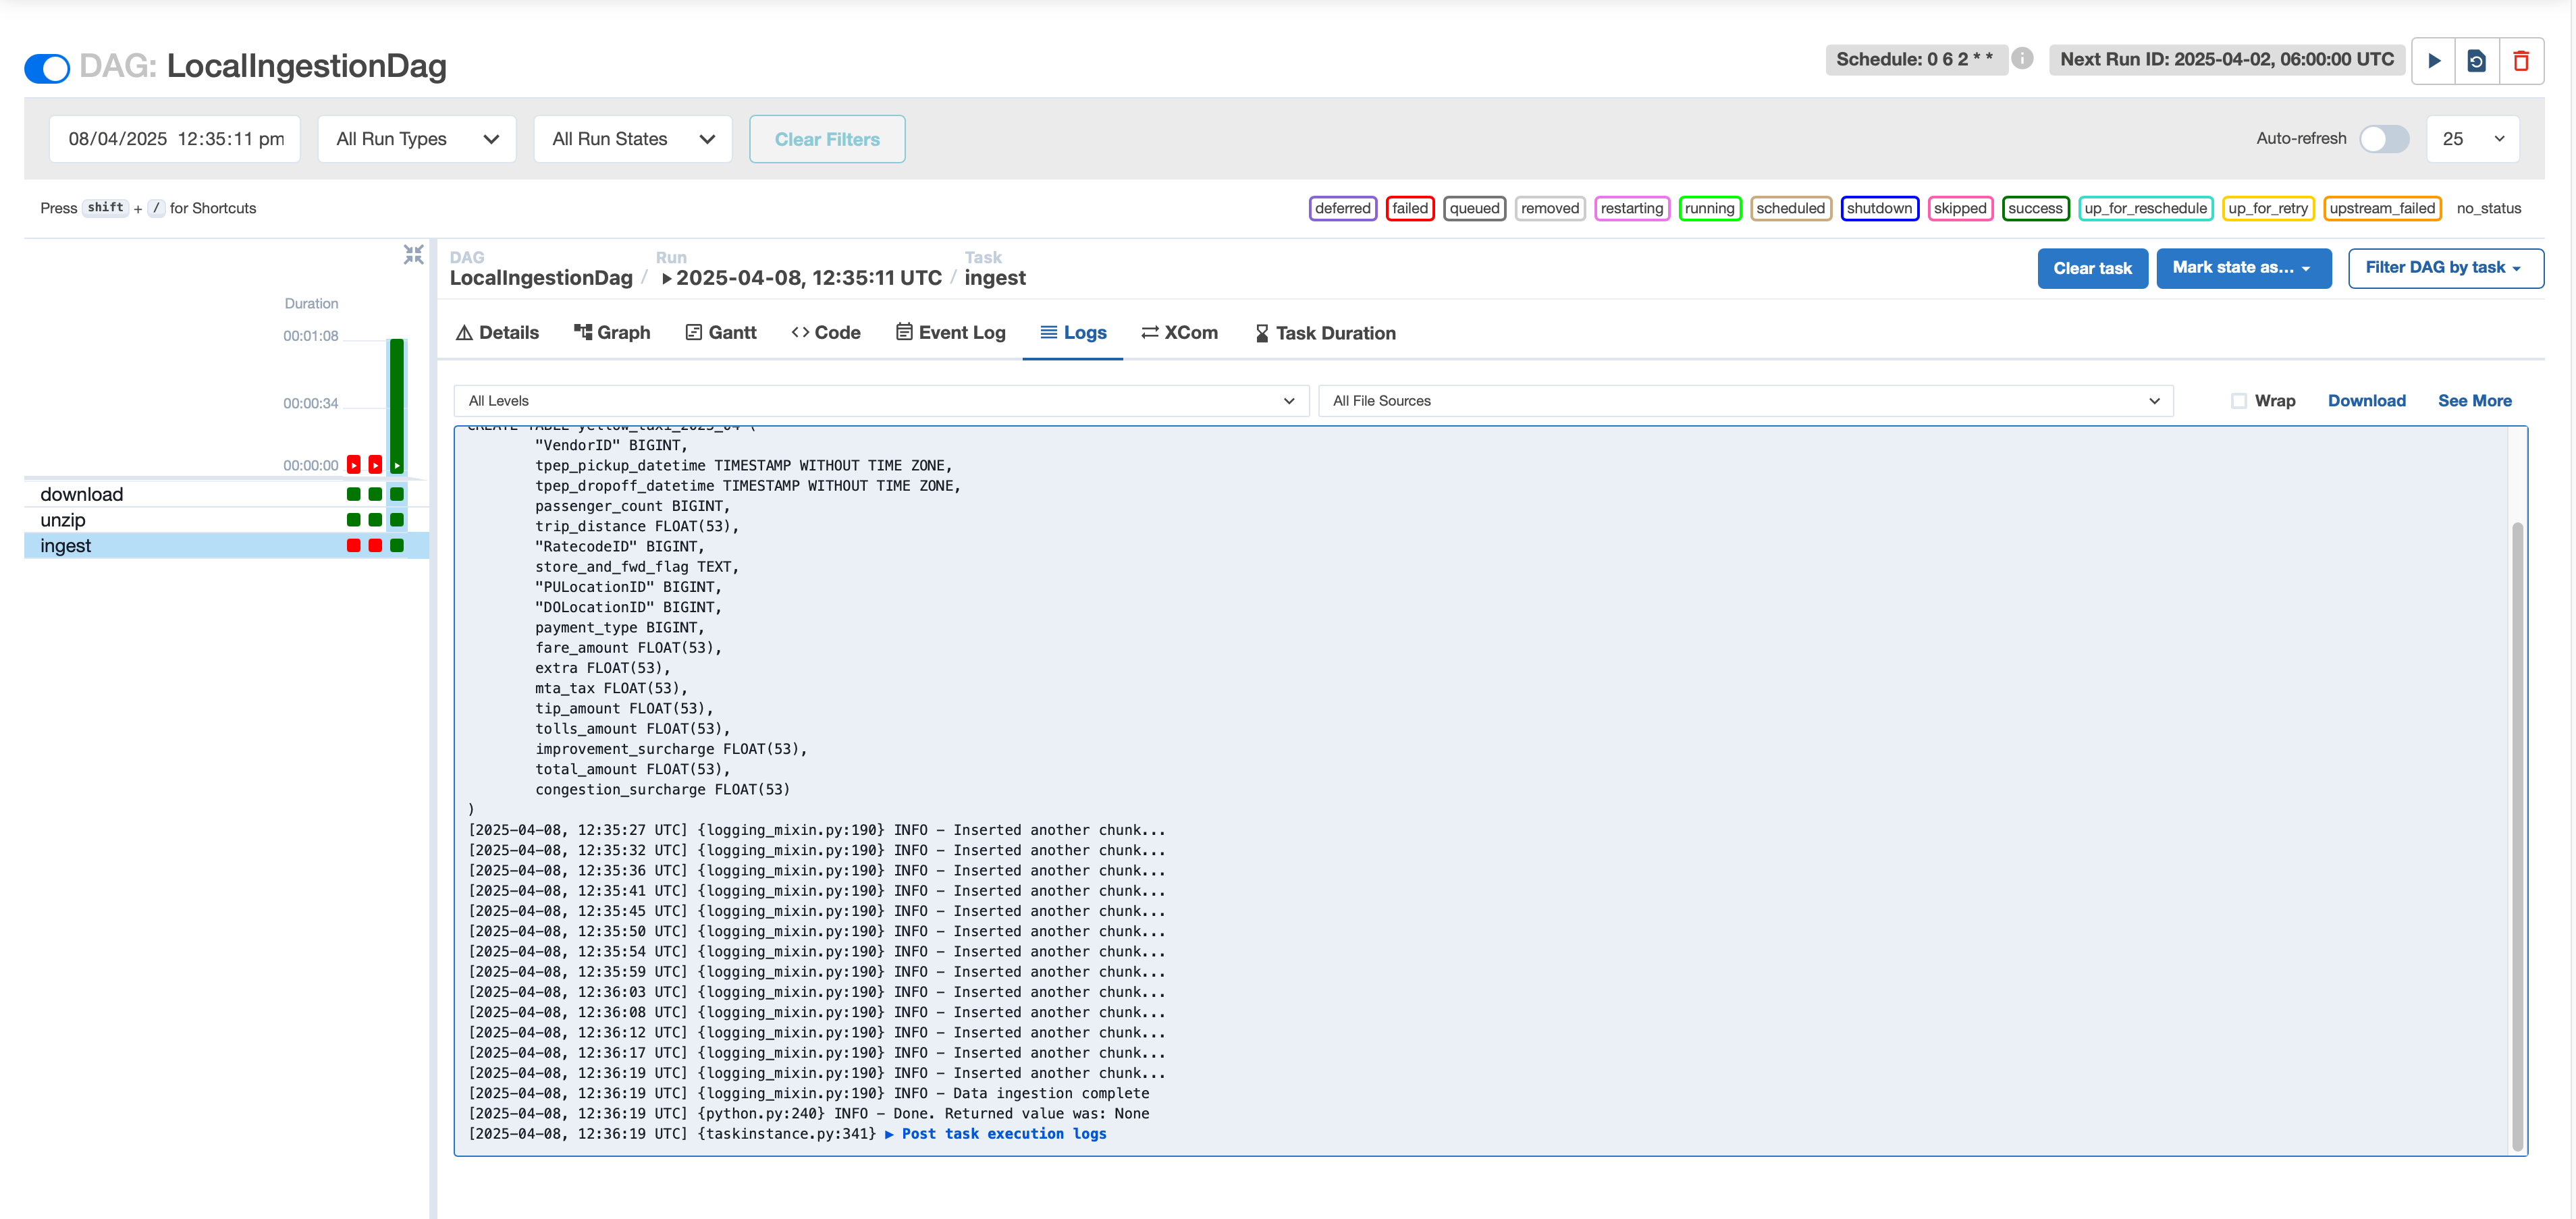 DAG: LocalIngestionDag
Schedule: 0 6 2 * *
Next Run ID: 2025-04-02, 06:00:00 UTC
08/04/2025 12:35:11 pm
All Run Types
All Run States
Clear Filters
Auto-refresh
25
Press shift + / for Shortcuts
deferred failed queued removed restarting running scheduled shutdown skipped success up_for_reschedule up_for_retry upstream_failed no_status
Duration
00:01:08
00:00:34
00:00:00
download
unzip
ingest
DAG
LocalIngestionDag
/
Run
2025-04-08, 12:35:11 UTC
/
Task
ingest
Clear task
Mark state as...
Filter DAG by task
Details
Graph
Gantt
Code
Event Log
Logs
XCom
Task Duration
All Levels
All File Sources
Wrap
Download
See More
CREATE TABLE yellow_taxi_2025_04 (
"VendorID" BIGINT,
tpep_pickup_datetime TIMESTAMP WITHOUT TIME ZONE,
tpep_dropoff_datetime TIMESTAMP WITHOUT TIME ZONE,
passenger_count BIGINT,
trip_distance FLOAT(53),
"RatecodeID" BIGINT,
store_and_fwd_flag TEXT,
"PULocationID" BIGINT,
"DOLocationID" BIGINT,
payment_type BIGINT,
fare_amount FLOAT(53),
extra FLOAT(53),
mta_tax FLOAT(53),
tip_amount FLOAT(53),
tolls_amount FLOAT(53),
improvement_surcharge FLOAT(53),
total_amount FLOAT(53),
congestion_surcharge FLOAT(53)
)
[2025-04-08, 12:35:27 UTC] {logging_mixin.py:190} INFO - Inserted another chunk...
[2025-04-08, 12:35:32 UTC] {logging_mixin.py:190} INFO - Inserted another chunk...
[2025-04-08, 12:35:36 UTC] {logging_mixin.py:190} INFO - Inserted another chunk...
[2025-04-08, 12:35:41 UTC] {logging_mixin.py:190} INFO - Inserted another chunk...
[2025-04-08, 12:35:45 UTC] {logging_mixin.py:190} INFO - Inserted another chunk...
[2025-04-08, 12:35:50 UTC] {logging_mixin.py:190} INFO - Inserted another chunk...
[2025-04-08, 12:35:54 UTC] {logging_mixin.py:190} INFO - Inserted another chunk...
[2025-04-08, 12:35:59 UTC] {logging_mixin.py:190} INFO - Inserted another chunk...
[2025-04-08, 12:36:03 UTC] {logging_mixin.py:190} INFO - Inserted another chunk...
[2025-04-08, 12:36:08 UTC] {logging_mixin.py:190} INFO - Inserted another chunk...
[2025-04-08, 12:36:12 UTC] {logging_mixin.py:190} INFO - Inserted another chunk...
[2025-04-08, 12:36:17 UTC] {logging_mixin.py:190} INFO - Inserted another chunk...
[2025-04-08, 12:36:19 UTC] {logging_mixin.py:190} INFO - Inserted another chunk...
[2025-04-08, 12:36:19 UTC] {logging_mixin.py:190} INFO - Data ingestion complete
[2025-04-08, 12:36:19 UTC] {python.py:240} INFO - Done. Returned value was: None
[2025-04-08, 12:36:19 UTC] {taskinstance.py:341} ▶ Post task execution logs